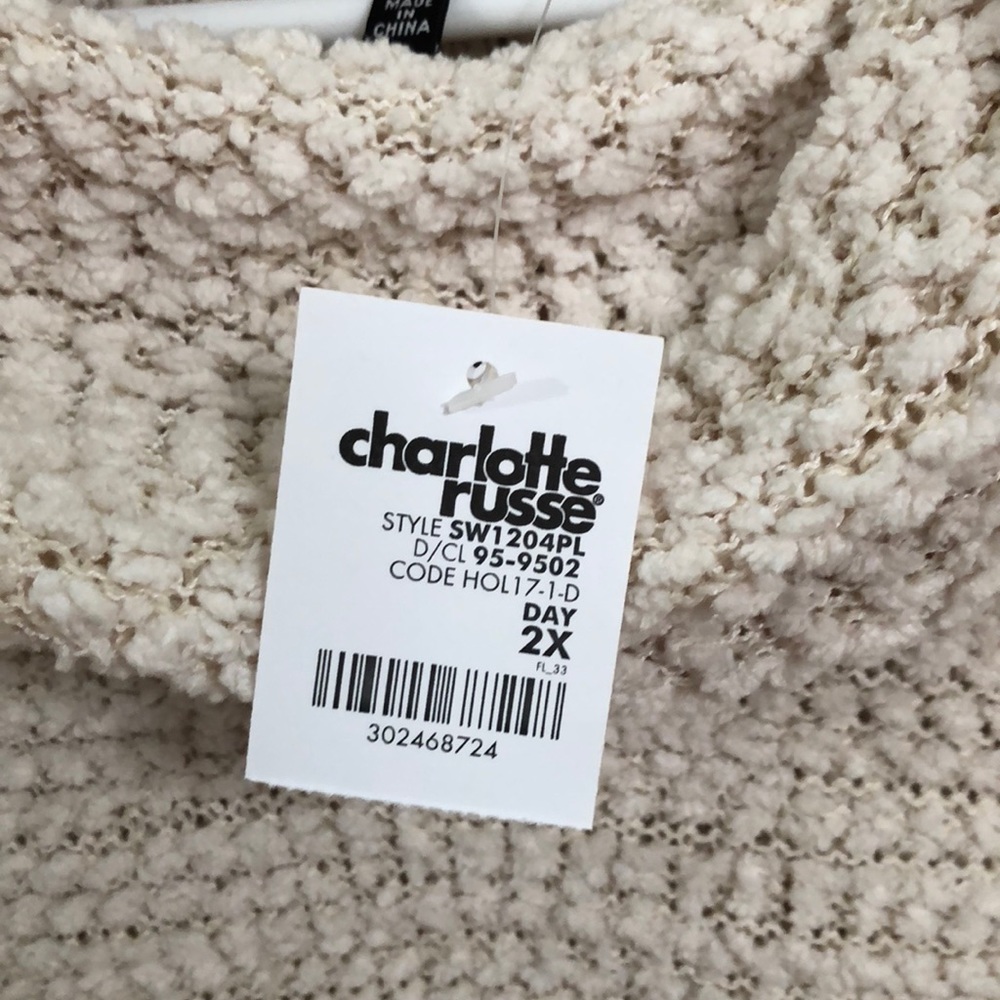 MADE
IN
CHINA
charlotte
russe®
STYLE SW1204PL
D/CL 95-9502
CODE HOL17-1-D
DAY
2X
FL_33
302468724